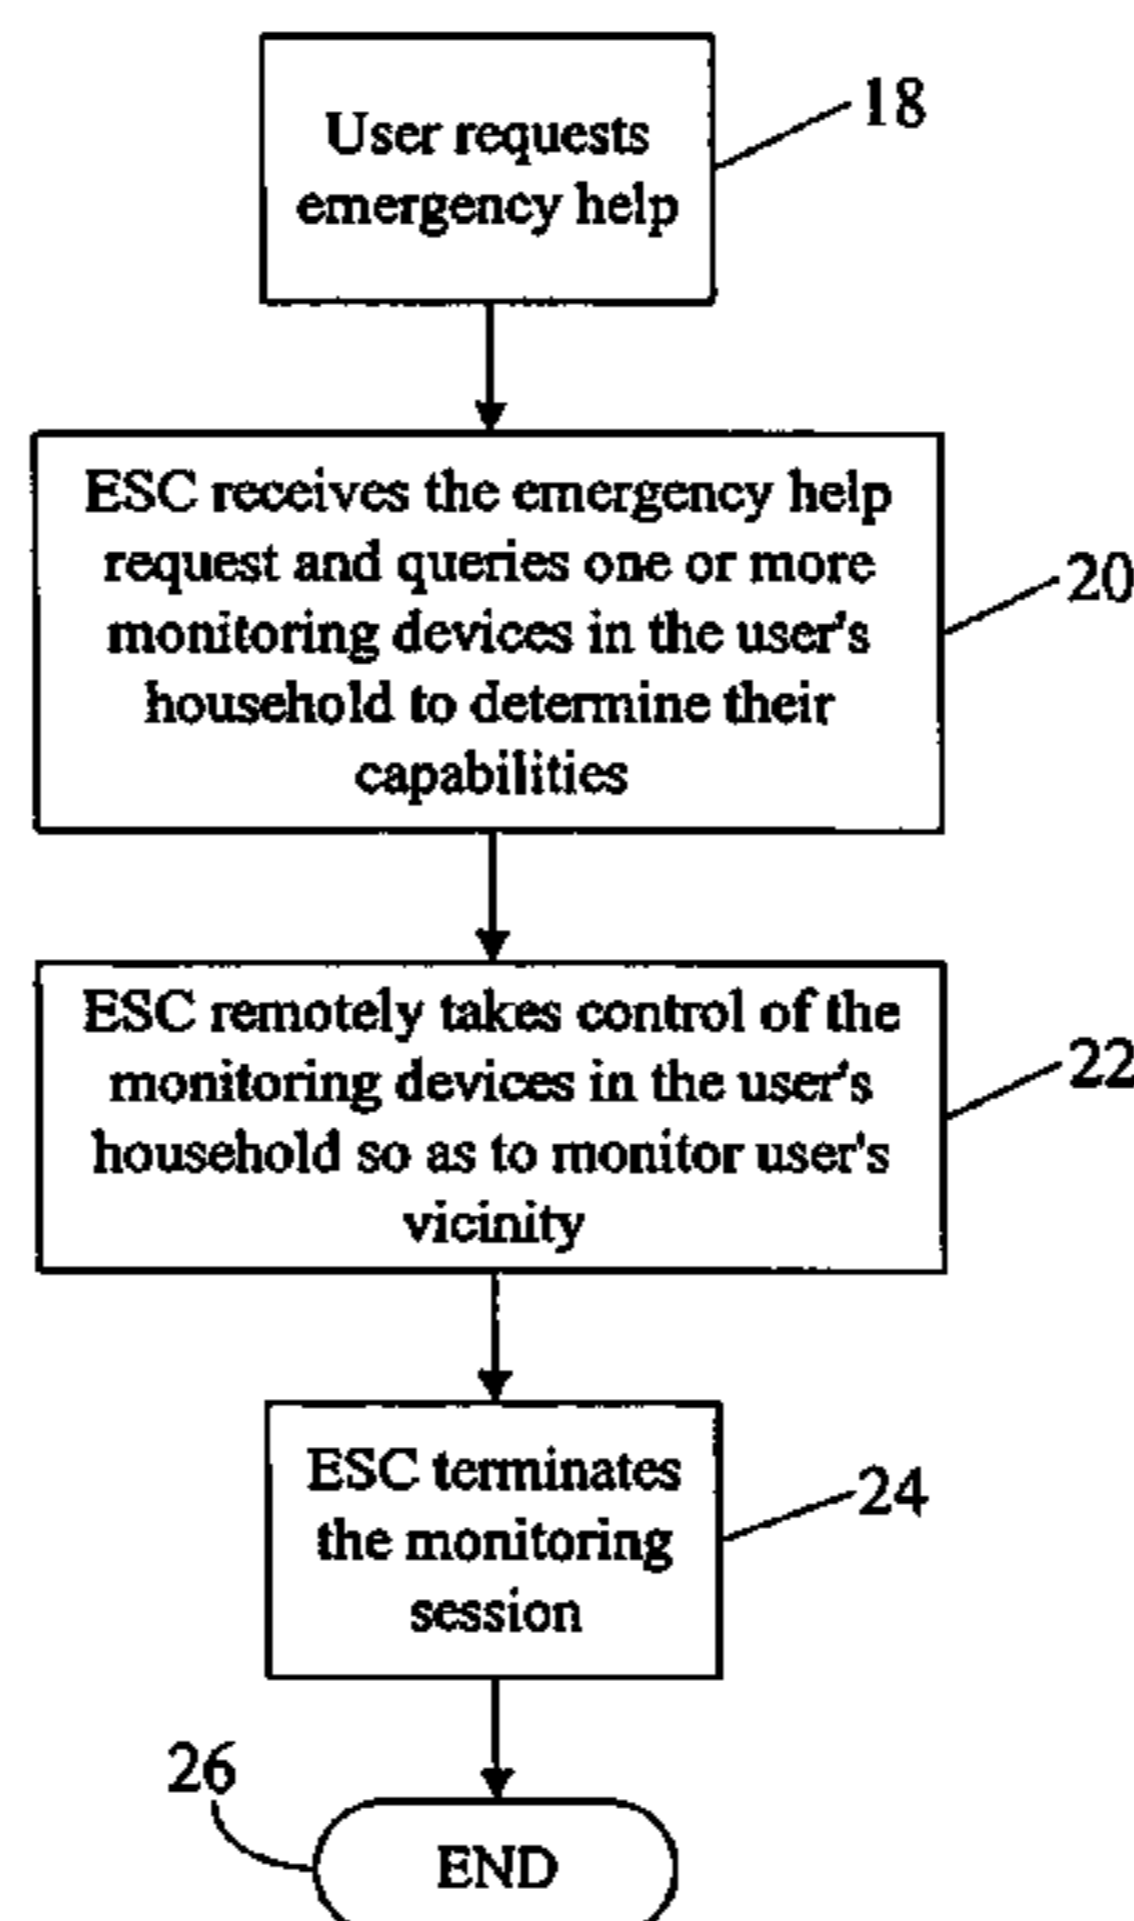 User requests
emergency help
18
ESC receives the emergency help
request and queries one or more
monitoring devices in the user's
household to determine their
capabilities
20
ESC remotely takes control of the
monitoring devices in the user's
household so as to monitor user's
vicinity
22
ESC terminates
the monitoring
session
24
26
END